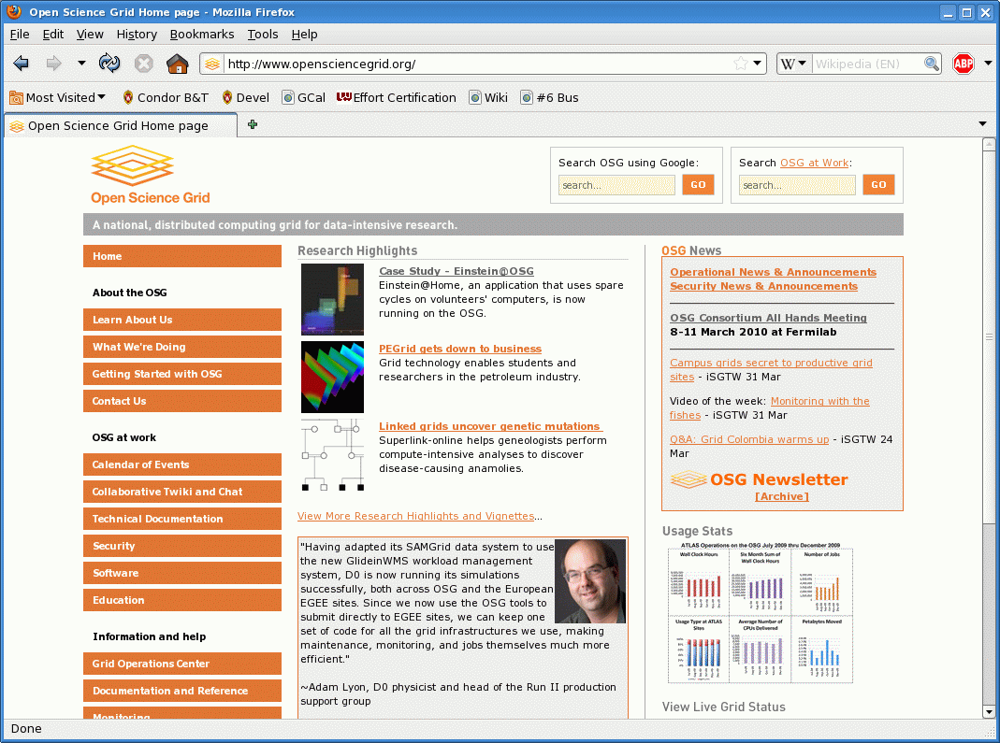 Open Science Grid Home page - Mozilla Firefox
File Edit View History Bookmarks Tools Help
http://www.opensciencegrid.org/
W
Wikipedia (EN)
ABP
Most Visited
Condor B&T
Devel
GCal
Effort Certification
Wiki
#6 Bus
Open Science Grid Home page
Open Science Grid
Search OSG using Google:
search...
GO
Search OSG at Work:
search...
GO
A national, distributed computing grid for data-intensive research.
Home
About the OSG
Learn About Us
What We're Doing
Getting Started with OSG
Contact Us
OSG at work
Calendar of Events
Collaborative Twiki and Chat
Technical Documentation
Security
Software
Education
Information and help
Grid Operations Center
Documentation and Reference
Monitoring
Research Highlights
Case Study - Einstein@OSG
Einstein@Home, an application that uses spare
cycles on volunteers' computers, is now
running on the OSG.
PEGrid gets down to business
Grid technology enables students and
researchers in the petroleum industry.
Linked grids uncover genetic mutations
Superlink-online helps geneologists perform
compute-intensive analyses to discover
disease-causing anamolies.
View More Research Highlights and Vignettes...
"Having adapted its SAMGrid data system to use
the new GlideinWMS workload management
system, D0 is now running its simulations
successfully, both across OSG and the European
EGEE sites. Since we now use the OSG tools to
submit directly to EGEE sites, we can keep one
set of code for all the grid infrastructures we use, making
maintenance, monitoring, and jobs themselves much more
efficient."
~Adam Lyon, D0 physicist and head of the Run II production
support group
OSG News
Operational News & Announcements
Security News & Announcements
OSG Consortium All Hands Meeting
8-11 March 2010 at Fermilab
Campus grids secret to productive grid
sites - iSGTW 31 Mar
Video of the week: Monitoring with the
fishes - iSGTW 31 Mar
Q&A: Grid Colombia warms up - iSGTW 24
Mar
OSG Newsletter
[Archive]
Usage Stats
ATLAS Operations on the OSG July 2009 thru December 2009
Wall Clock Hours
Six Month Sum of
Wall Clock Hours
Number of Jobs
Usage Type at ATLAS
Sites
Average Number of
CPUs Delivered
Petabytes Moved
View Live Grid Status
Done